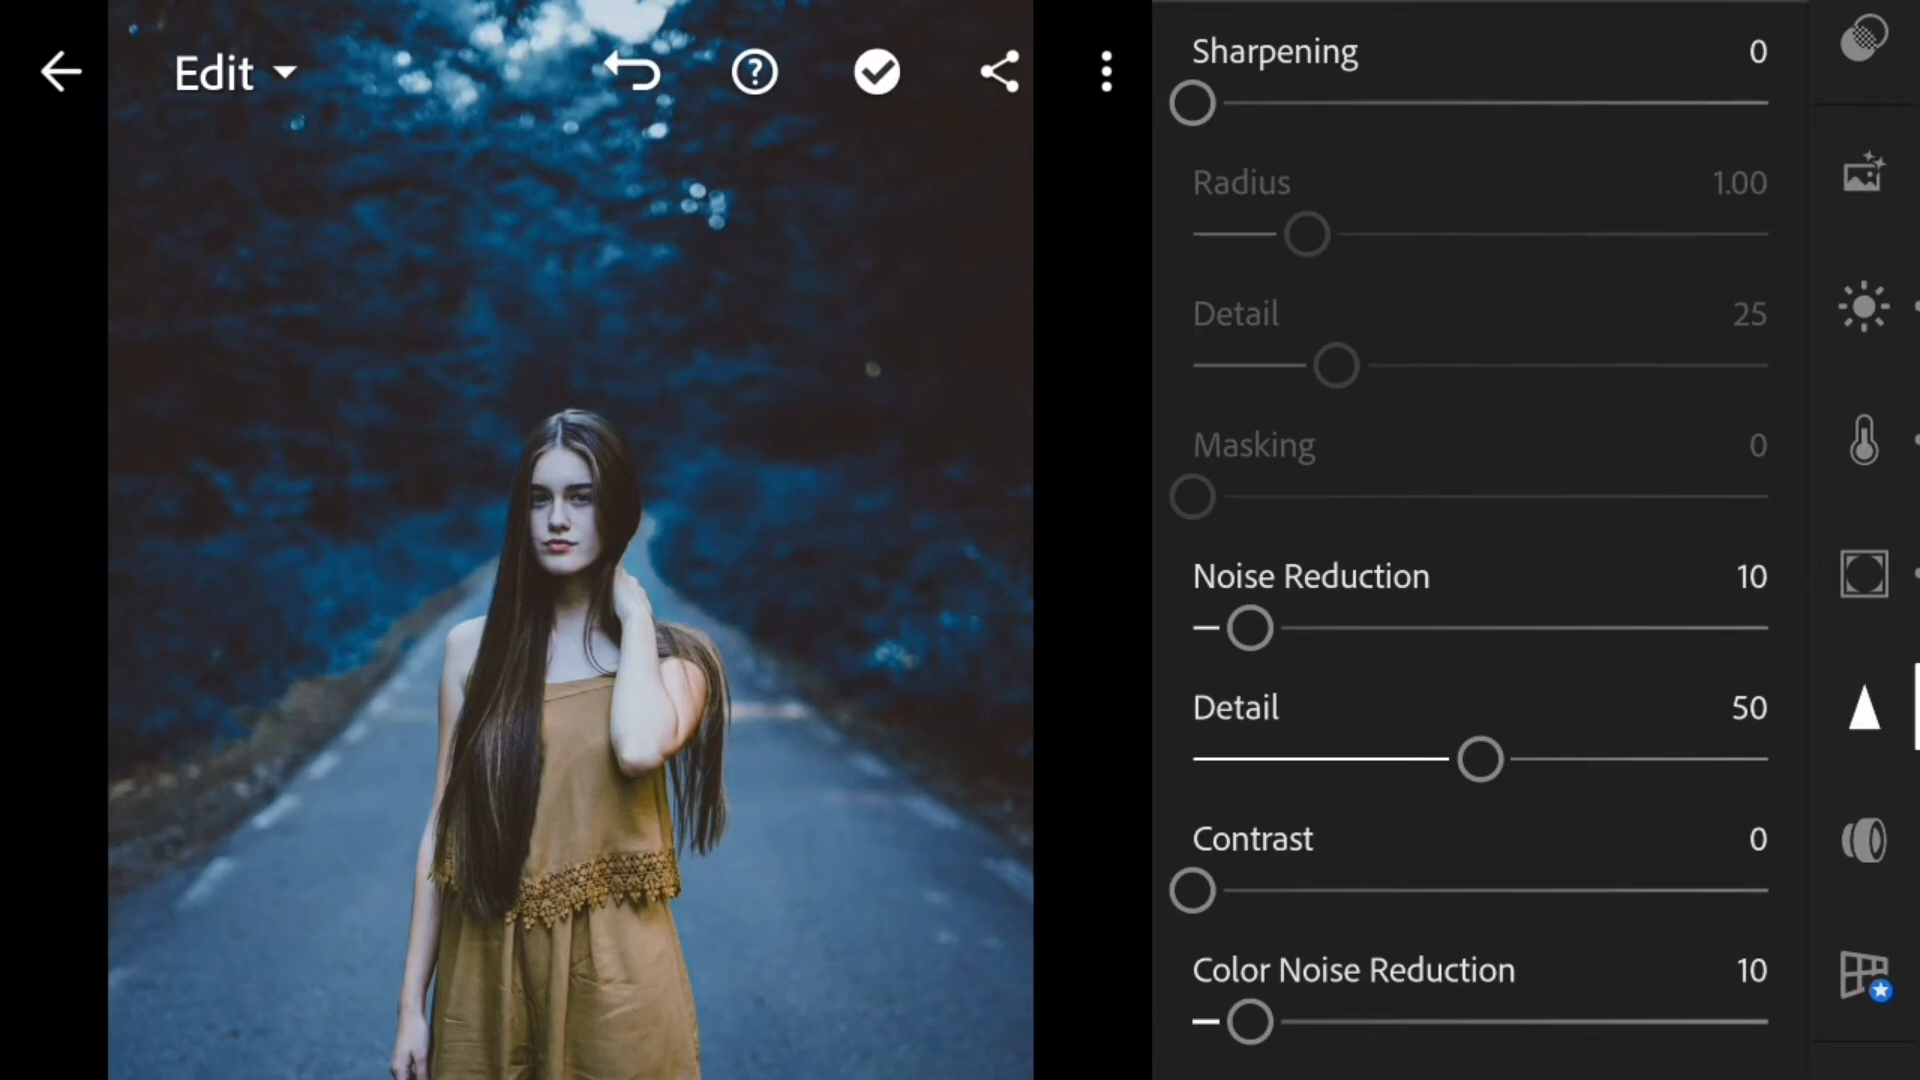 Edit
Sharpening 0
Radius 1.00
Detail 25
Masking 0
Noise Reduction 10
Detail 50
Contrast 0
Color Noise Reduction 10